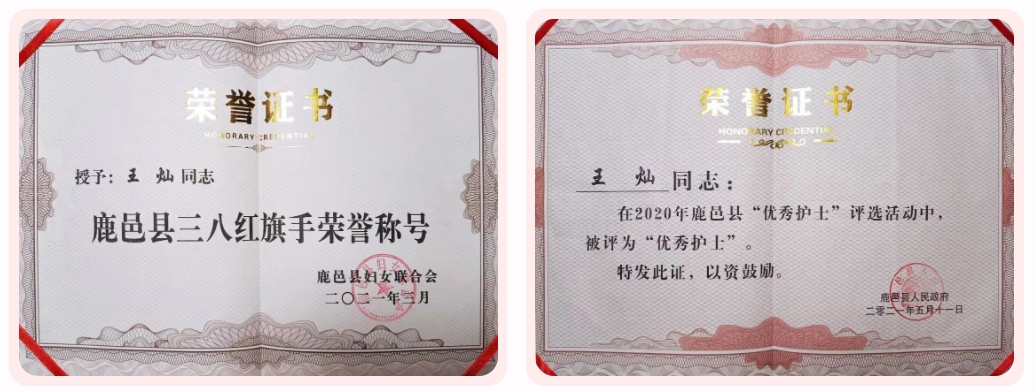 荣誉证书
HONORARY CREDENTIAL
授予：王 灿 同志
鹿邑县三八红旗手荣誉称号
鹿邑县妇女联合会
二〇二一年三月
荣誉证书
HONORARY CREDENTIAL
王 灿 同志：
在2020年鹿邑县“优秀护士”评选活动中，
被评为“优秀护士”。
特发此证，以资鼓励。
鹿邑县人民政府
二零二一年五月十一日